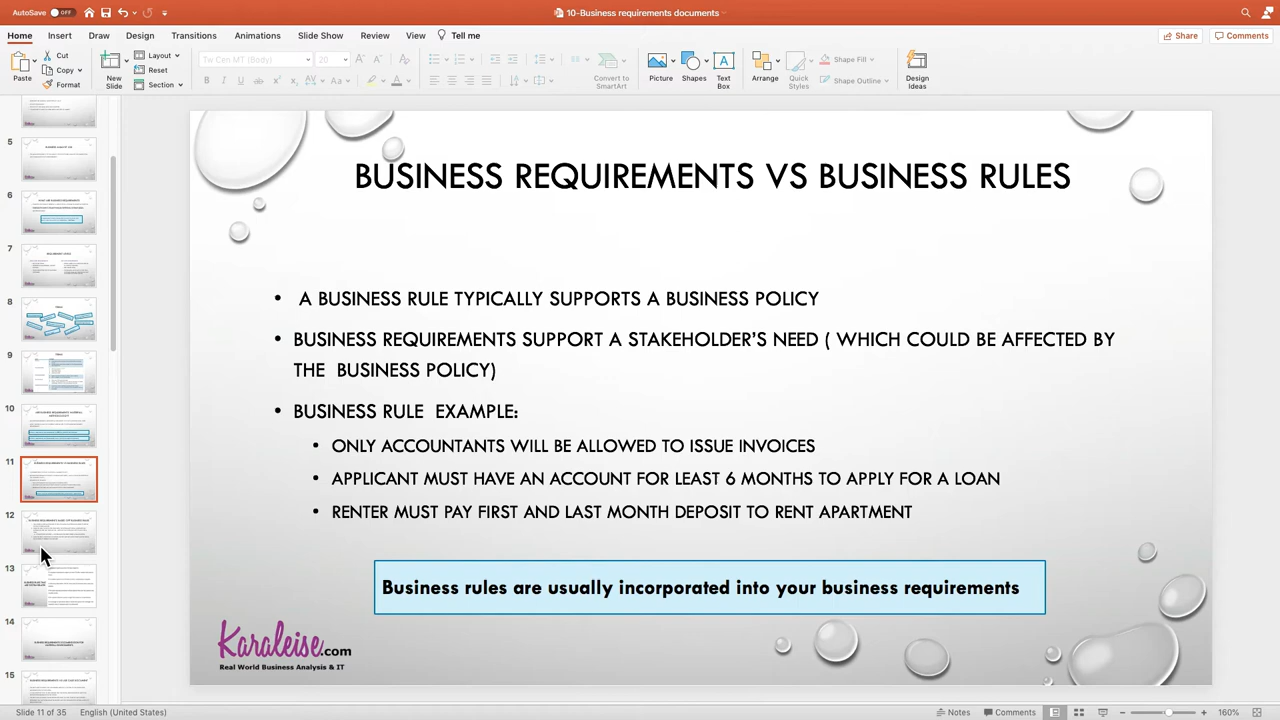 AutoSave OFF
10-Business requirements documents
Home Insert Draw Design Transitions Animations Slide Show Review View Tell me
Share Comments
Paste
Cut
Copy
Format
New Slide
Layout
Reset
Section
Convert to SmartArt
Picture
Shapes
Text Box
Arrange
Quick Styles
Shape Fill
Shape Outline
Design Ideas
5
6
7
8
10
11
12
13
14
15
BUSINESS REQUIREMENTS VS BUSINESS RULES
• A BUSINESS RULE TYPICALLY SUPPORTS A BUSINESS POLICY
• BUSINESS REQUIREMENTS SUPPORT A STAKEHOLDER'S NEED ( WHICH COULD BE AFFECTED BY
THE BUSINESS POLICY)
• BUSINESS RULE EXAMPLE:
• ONLY ACCOUNTANTS WILL BE ALLOWED TO ISSUE INVOICES
• APPLICANT MUST HAVE AN ACCOUNT FOR LEAST 6 MONTHS TO APPLY FOR A LOAN
• RENTER MUST PAY FIRST AND LAST MONTH DEPOSIT TO RENT APARTMENT
Business rules are usually incorporated into your business requirements
Karaleise.com
Real World Business Analysis & IT
Slide 11 of 35 English (United States)
Notes Comments 160%